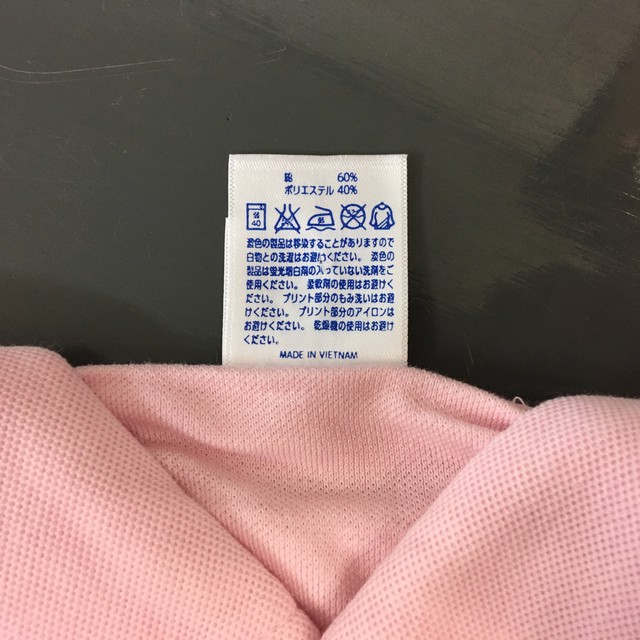 綿 60%
ポリエステル 40%
弱
40
濃色の製品は移染することがありますので
白物との洗濯はお避けください。淡色の
製品は蛍光増白剤の入っていない洗剤をご
使用ください。柔軟剤の使用はお避けく
ださい。プリント部分のもみ洗いはお避
けください。プリント部分のアイロンは
お避けください。乾燥機の使用はお避け
ください。
MADE IN VIETNAM